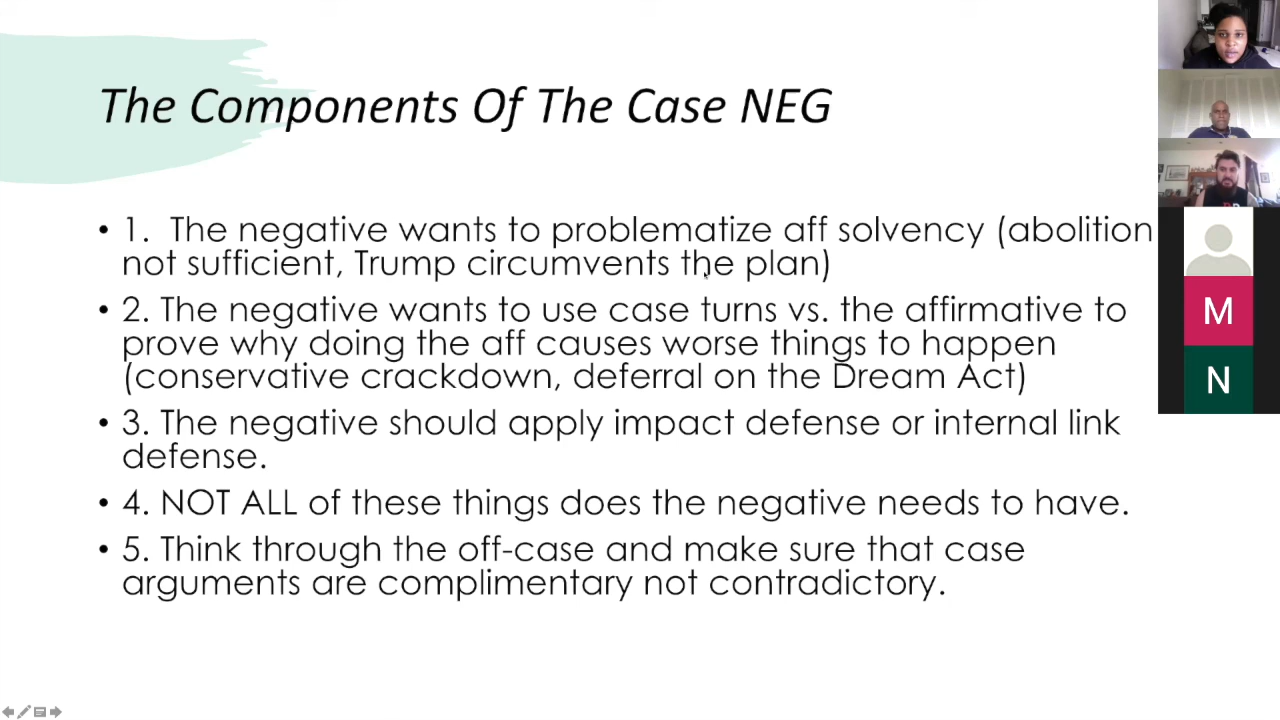 The Components Of The Case NEG
• 1. The negative wants to problematize aff solvency (abolition
not sufficient, Trump circumvents the plan)
• 2. The negative wants to use case turns vs. the affirmative to
prove why doing the aff causes worse things to happen
(conservative crackdown, deferral on the Dream Act)
• 3. The negative should apply impact defense or internal link
defense.
• 4. NOT ALL of these things does the negative needs to have.
• 5. Think through the off-case and make sure that case
arguments are complimentary not contradictory.
M
N